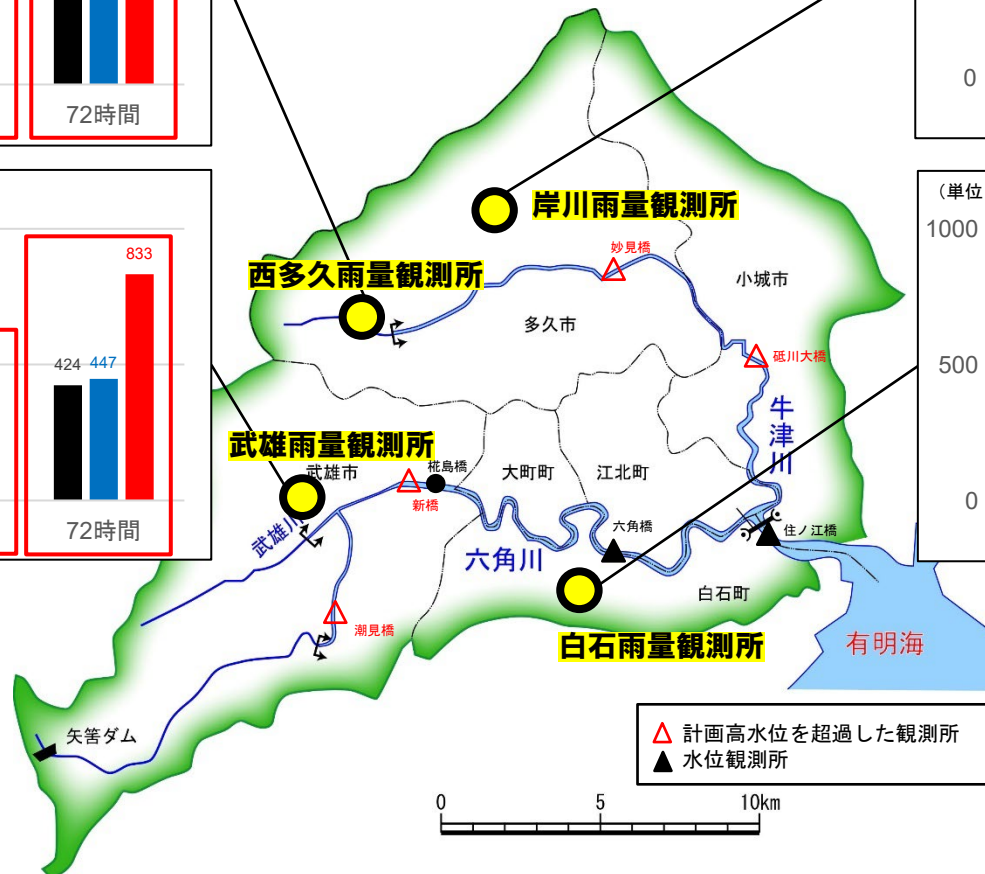 72時間
0
(単位
1000
500
0
833
424
447
72時間
岸川雨量観測所
妙見橋
小城市
西多久雨量観測所
多久市
砥川大橋
牛津川
武雄雨量観測所
武雄市
椛島橋
大町町
江北町
新橋
武雄川
六角川
六角橋
住ノ江橋
白石町
潮見橋
白石雨量観測所
有明海
矢筈ダム
計画高水位を超過した観測所
水位観測所
0
5
10km